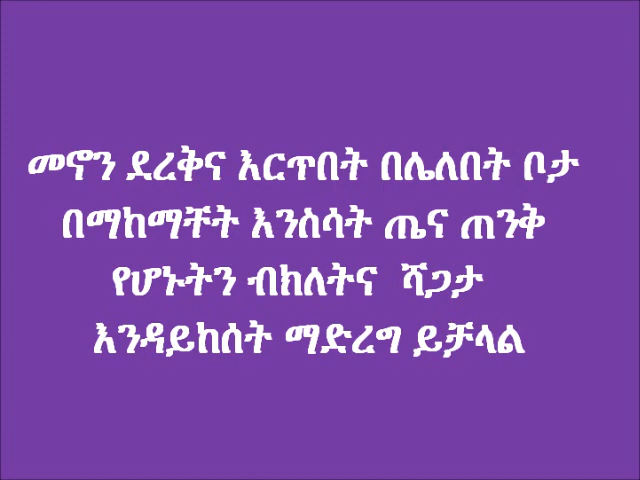 መኖን ደረቅና እርጥበት በሌለበት ቦታ
በማከማቸት እንስሳት ጤና ጠንቅ
የሆኑትን ብክለትና ሻጋታ
እንዳይከሰት ማድረግ ይቻላል